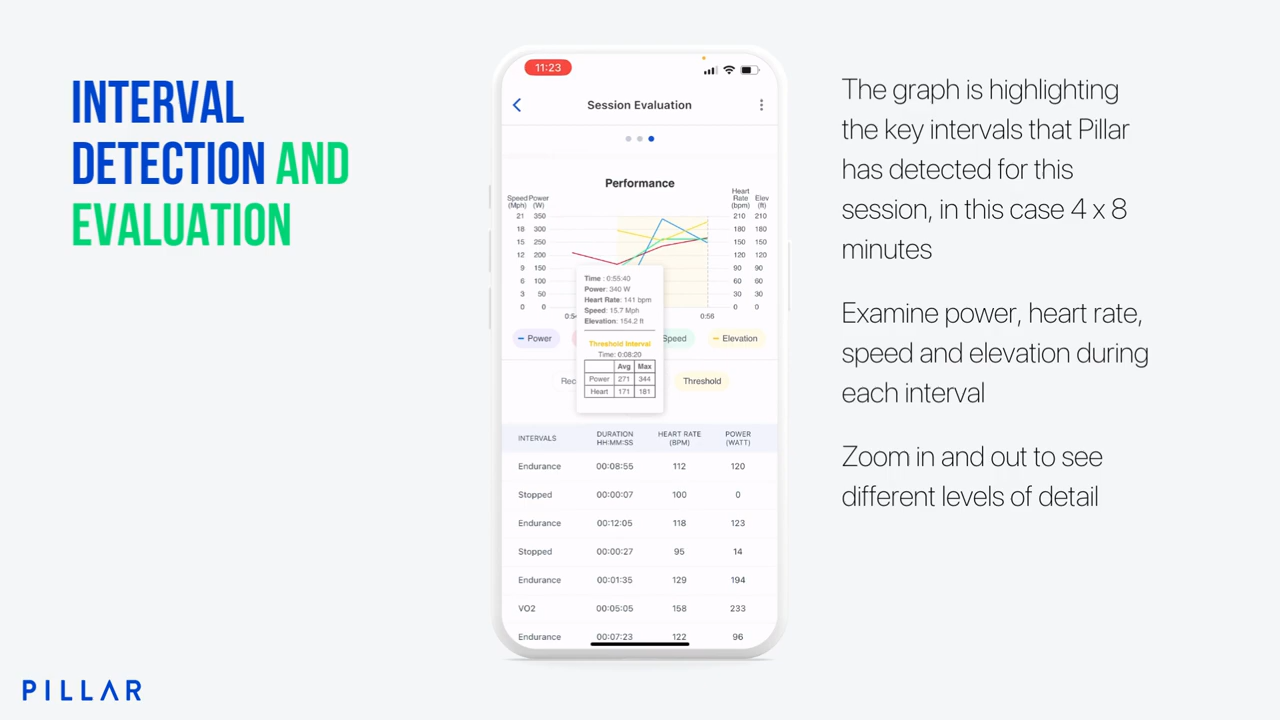 INTERVAL
DETECTION AND
EVALUATION
11:23
Session Evaluation
Performance
Speed (Mph) Power (W) Heart Rate (bpm) Elev (ft)
21 350 210 210
18 300 180 180
15 250 150 150
12 200 120 120
9 150 90 90
6 100 60 60
3 50 30 30
0 0 0 0
0:58
Time : 0:55:40
Power: 340 W
Heart Rate: 141 bpm
Speed: 15.7 Mph
Elevation: 154.2 ft
Threshold Interval
Time: 0:08:20
Avg Max
Power 271 344
Heart 171 181
Power Speed Elevation
Threshold
INTERVALS DURATION HH:MM:SS HEART RATE (BPM) POWER (WATT)
Endurance 00:08:55 112 120
Stopped 00:00:07 100 0
Endurance 00:12:05 118 123
Stopped 00:00:27 95 14
Endurance 00:01:35 129 194
VO2 00:05:05 158 233
Endurance 00:07:23 122 96
The graph is highlighting
the key intervals that Pillar
has detected for this
session, in this case 4 x 8
minutes
Examine power, heart rate,
speed and elevation during
each interval
Zoom in and out to see
different levels of detail
PILLAR